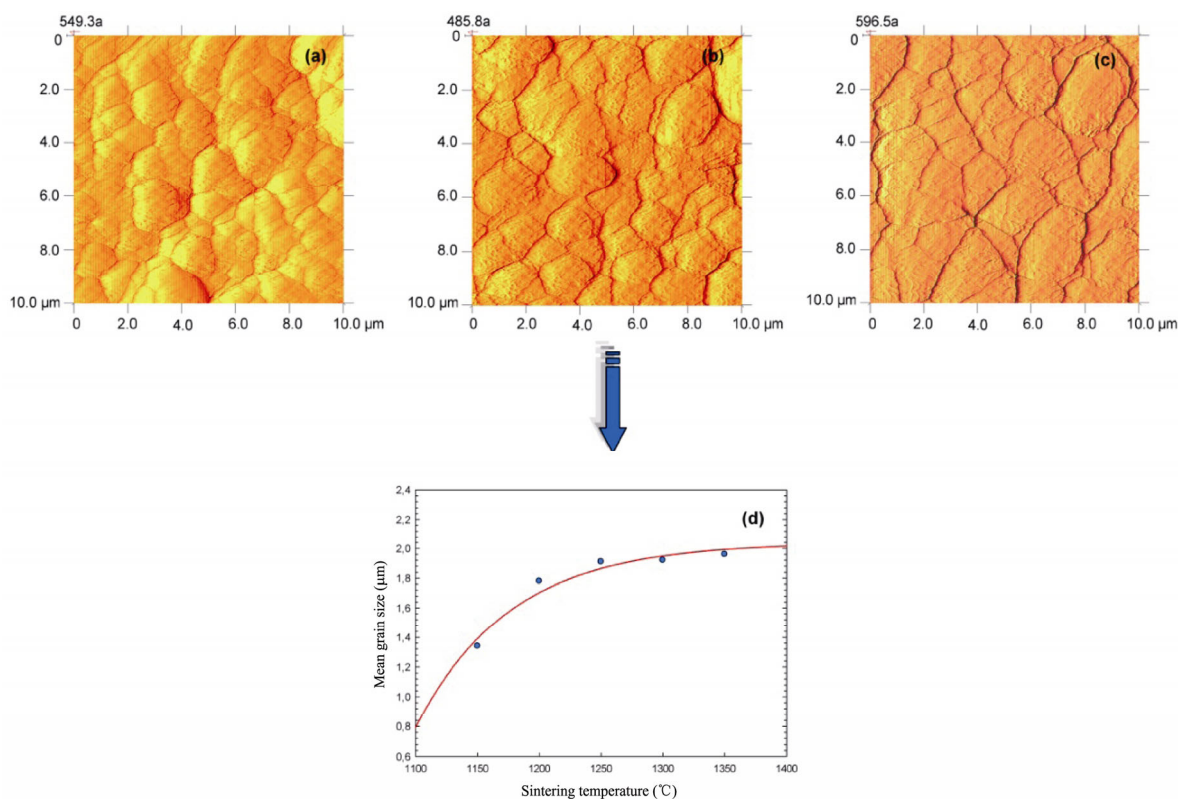 549.3a
(a)
0
2.0
4.0
6.0
8.0
10.0 µm
0 2.0 4.0 6.0 8.0 10.0 µm
485.8a
(b)
0
2.0
4.0
6.0
8.0
10.0 µm
0 2.0 4.0 6.0 8.0 10.0 µm
596.5a
(c)
0
2.0
4.0
6.0
8.0
10.0 µm
0 2.0 4.0 6.0 8.0 10.0 µm
(d)
Mean grain size (µm)
2,4
2,2
2,0
1,8
1,6
1,4
1,2
1,0
0,8
0,6
1100 1150 1200 1250 1300 1350 1400
Sintering temperature (℃)